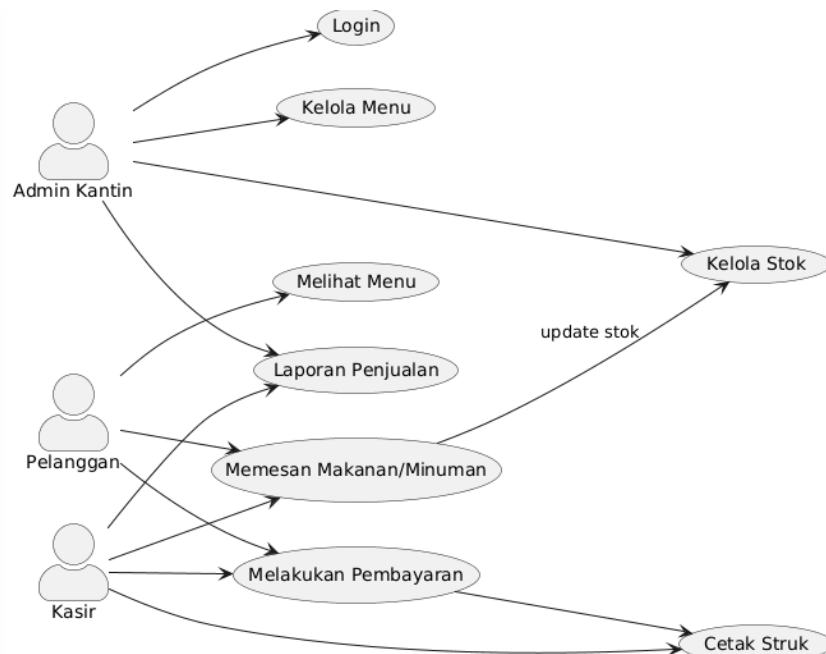 Login
Kelola Menu
Admin Kantin
Kelola Stok
Melihat Menu
update stok
Laporan Penjualan
Pelanggan
Memesan Makanan/Minuman
Melakukan Pembayaran
Kasir
Cetak Struk